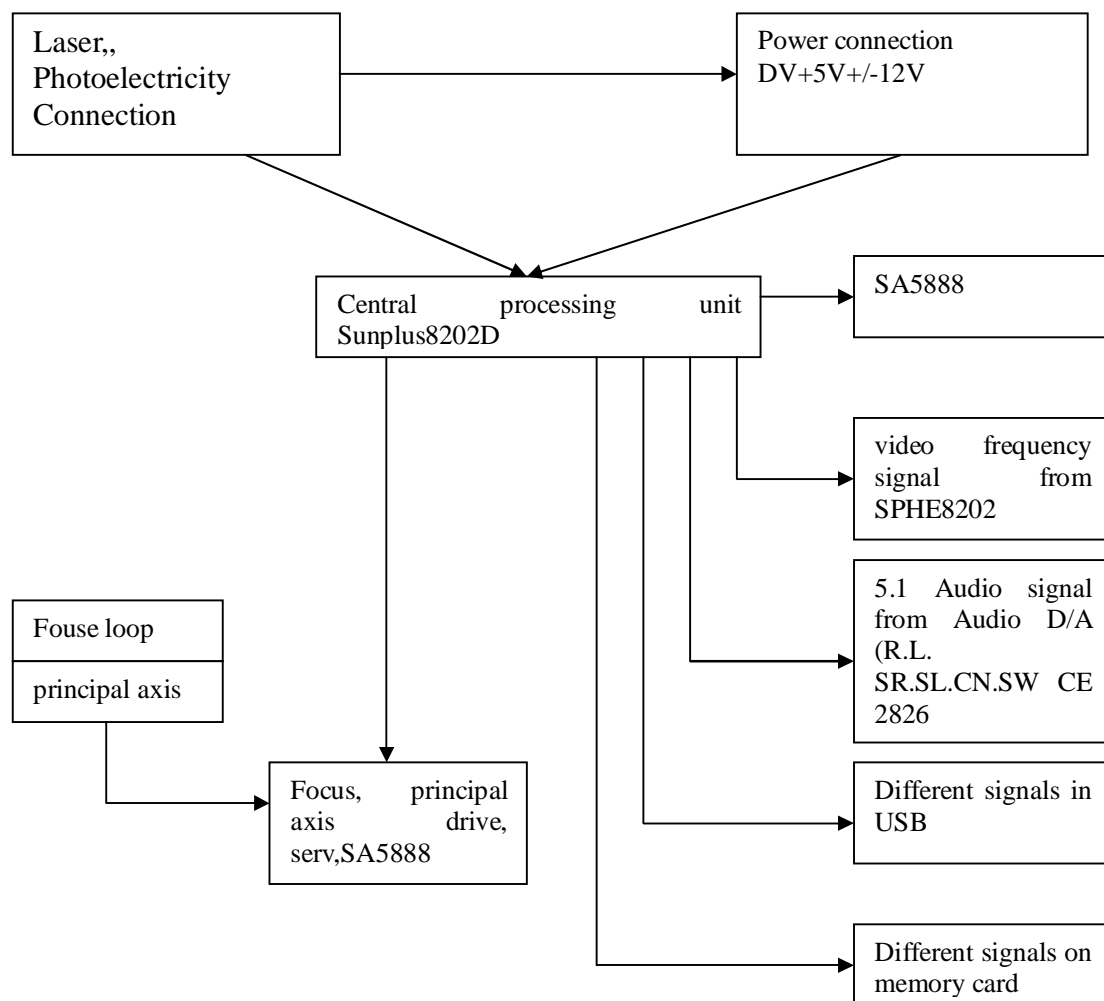 Laser,,
Photoelectricity
Connection
Power connection
DV+5V+/-12V
Central processing unit
Sunplus8202D
SA5888
video frequency
signal from
SPHE8202
5.1 Audio signal
from Audio D/A
(R.L.
SR.SL.CN.SW CE
2826
Fouse loop
principal axis
Focus, principal
axis drive,
serv,SA5888
Different signals in
USB
Different signals on
memory card